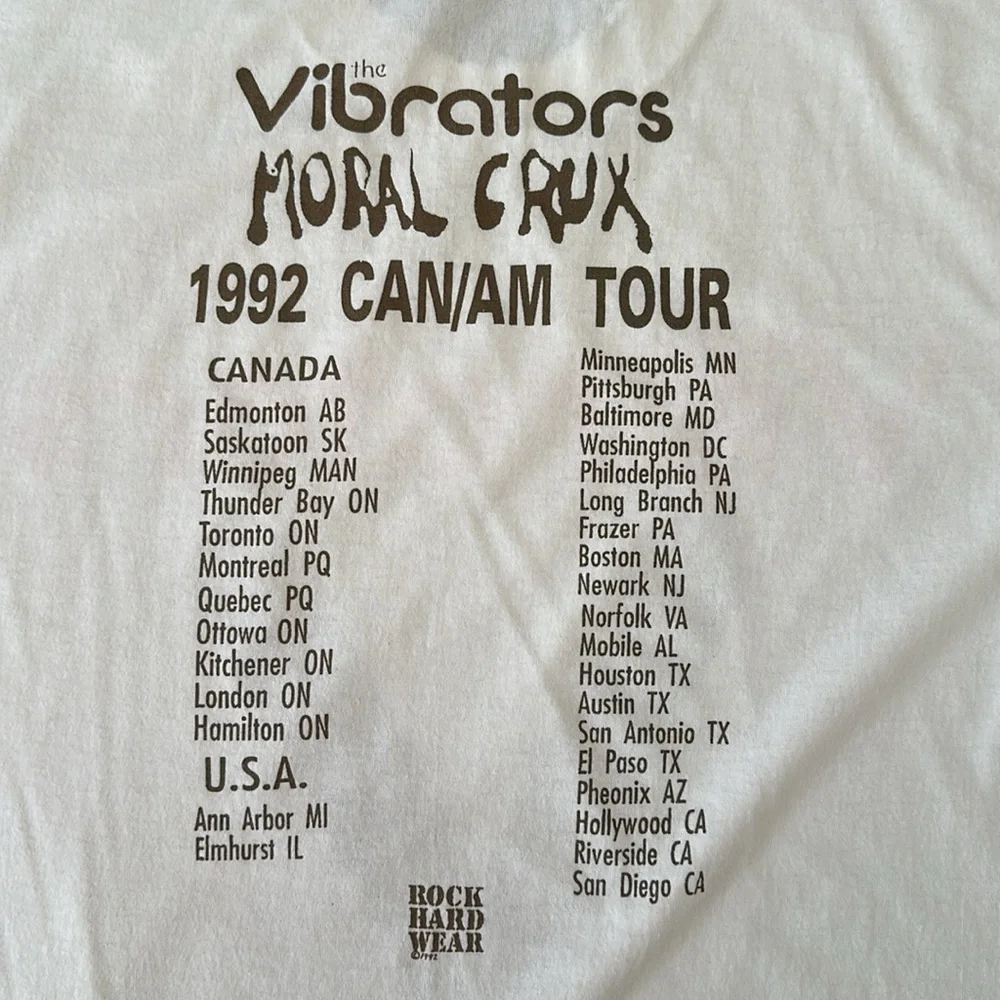 the
Vibrators
MORAL CRUX
1992 CAN/AM TOUR
CANADA
Edmonton AB
Saskatoon SK
Winnipeg MAN
Thunder Bay ON
Toronto ON
Montreal PQ
Quebec PQ
Ottowa ON
Kitchener ON
London ON
Hamilton ON
U.S.A.
Ann Arbor MI
Elmhurst IL
Minneapolis MN
Pittsburgh PA
Baltimore MD
Washington DC
Philadelphia PA
Long Branch NJ
Frazer PA
Boston MA
Newark NJ
Norfolk VA
Mobile AL
Houston TX
Austin TX
San Antonio TX
El Paso TX
Pheonix AZ
Hollywood CA
Riverside CA
San Diego CA
ROCK
HARD
WEAR
©1992